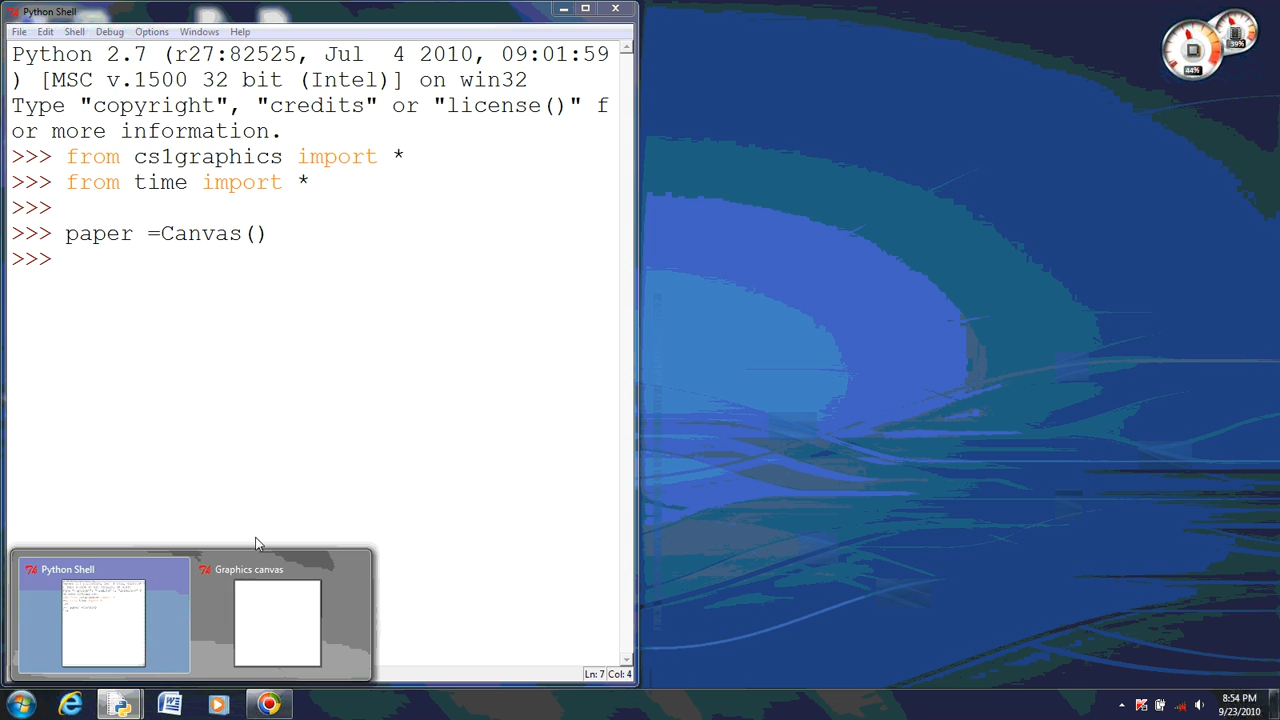 Python Shell
File Edit Shell Debug Options Windows Help
Python 2.7 (r27:82525, Jul  4 2010, 09:01:59
) [MSC v.1500 32 bit (Intel)] on win32
Type "copyright", "credits" or "license()" f
or more information.
>>> from cs1graphics import *
>>> from time import *
>>>
>>> paper =Canvas()
>>>
Python Shell
Graphics canvas
Ln: 7 Col: 4
44%
39%
8:54 PM
9/23/2010